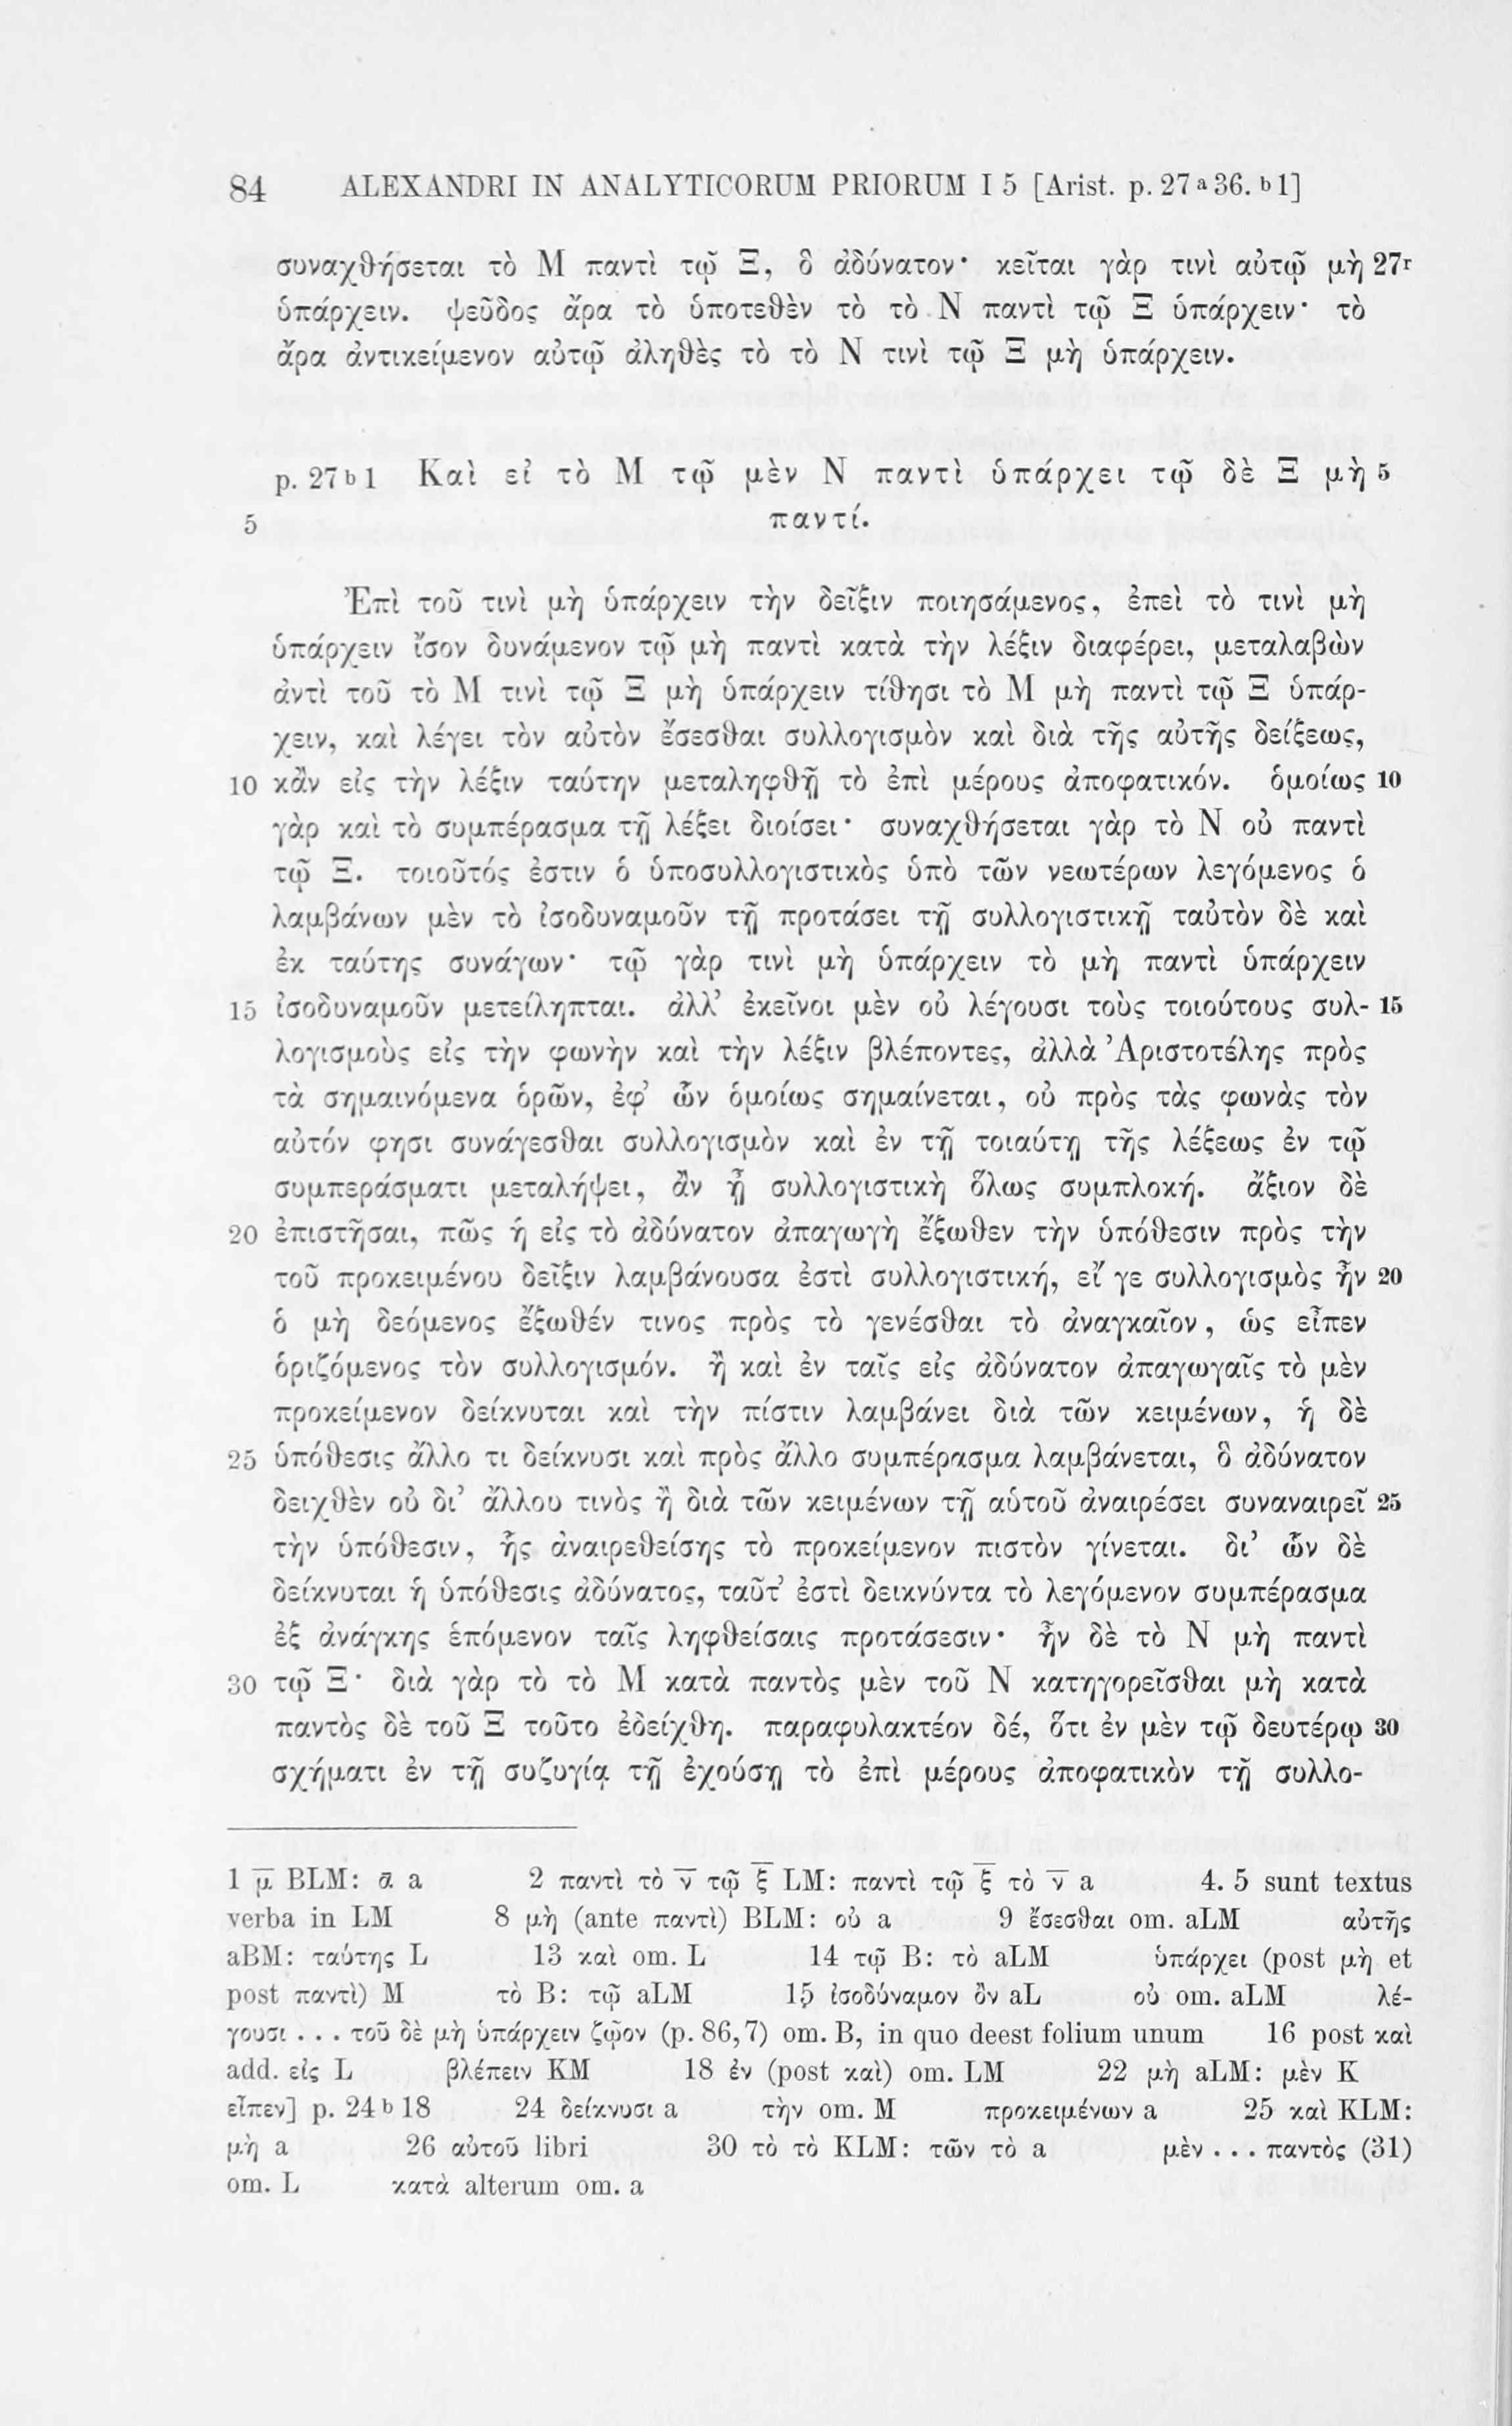 84 ALEXANDRI IN ANALYTICORUM PRIORUM I 5 [Arist. p. 27 a 36. b 1]
συναχθήσεται τὸ Μ παντὶ τῷ Ξ, ὃ ἀδύνατον· κεῖται γὰρ τινὶ αὐτῷ μὴ 27r
ὑπάρχειν. ψεῦδος ἄρα τὸ ὑποτεθὲν τὸ τὸ Ν παντὶ τῷ Ξ ὑπάρχειν· τὸ
ἄρα ἀντικείμενον αὐτῷ ἀληθὲς τὸ τὸ Ν τινὶ τῷ Ξ μὴ ὑπάρχειν.
p. 27 b 1 Καὶ εἰ τὸ Μ τῷ μὲν Ν παντὶ ὑπάρχει τῷ δὲ Ξ μὴ 5
5 παντί.
Ἐπὶ τοῦ τινὶ μὴ ὑπάρχειν τὴν δεῖξιν ποιησάμενος, ἐπεὶ τὸ τινὶ μὴ
ὑπάρχειν ἴσον δυνάμενον τῷ μὴ παντὶ κατὰ τὴν λέξιν διαφέρει, μεταλαβὼν
ἀντὶ τοῦ τὸ Μ τινὶ τῷ Ξ μὴ ὑπάρχειν τίθησι τὸ Μ μὴ παντὶ τῷ Ξ ὑπάρ-
χειν, καὶ λέγει τὸν αὐτὸν ἔσεσθαι συλλογισμὸν καὶ διὰ τῆς αὐτῆς δείξεως,
10 κἂν εἰς τὴν λέξιν ταύτην μεταληφθῇ τὸ ἐπὶ μέρους ἀποφατικόν. ὁμοίως 10
γὰρ καὶ τὸ συμπέρασμα τῇ λέξει διοίσει· συναχθήσεται γὰρ τὸ Ν οὐ παντὶ
τῷ Ξ. τοιοῦτός ἐστιν ὁ ὑποσυλλογιστικὸς ὑπὸ τῶν νεωτέρων λεγόμενος ὁ
λαμβάνων μὲν τὸ ἰσοδυναμοῦν τῇ προτάσει τῇ συλλογιστικῇ ταὐτὸν δὲ καὶ
ἐκ ταύτης συνάγων· τῷ γὰρ τινὶ μὴ ὑπάρχειν τὸ μὴ παντὶ ὑπάρχειν
15 ἰσοδυναμοῦν μετείληπται. ἀλλ’ ἐκεῖνοι μὲν οὐ λέγουσι τοὺς τοιούτους συλ- 15
λογισμοὺς εἰς τὴν φωνὴν καὶ τὴν λέξιν βλέποντες, ἀλλὰ Ἀριστοτέλης πρὸς
τὰ σημαινόμενα ὁρῶν, ἐφ’ ὧν ὁμοίως σημαίνεται, οὐ πρὸς τὰς φωνὰς τὸν
αὐτόν φησι συνάγεσθαι συλλογισμὸν καὶ ἐν τῇ τοιαύτῃ τῆς λέξεως ἐν τῷ
συμπεράσματι μεταλήψει, ἂν ᾖ συλλογιστικὴ ὅλως συμπλοκή. ἄξιον δὲ
20 ἐπιστῆσαι, πῶς ἡ εἰς τὸ ἀδύνατον ἀπαγωγὴ ἔξωθεν τὴν ὑπόθεσιν πρὸς τὴν
τοῦ προκειμένου δεῖξιν λαμβάνουσα ἐστὶ συλλογιστική, εἴ γε συλλογισμὸς ἦν 20
ὁ μὴ δεόμενος ἔξωθέν τινος πρὸς τὸ γενέσθαι τὸ ἀναγκαῖον, ὡς εἶπεν
ὁριζόμενος τὸν συλλογισμόν. ἢ καὶ ἐν ταῖς εἰς ἀδύνατον ἀπαγωγαῖς τὸ μὲν
προκείμενον δείκνυται καὶ τὴν πίστιν λαμβάνει διὰ τῶν κειμένων, ἡ δὲ
25 ὑπόθεσις ἄλλο τι δείκνυσι καὶ πρὸς ἄλλο συμπέρασμα λαμβάνεται, ὃ ἀδύνατον
δειχθὲν οὐ δι’ ἄλλου τινὸς ἢ διὰ τῶν κειμένων τῇ αὑτοῦ ἀναιρέσει συναναιρεῖ 25
τὴν ὑπόθεσιν, ἧς ἀναιρεθείσης τὸ προκείμενον πιστὸν γίνεται. δι’ ὧν δὲ
δείκνυται ἡ ὑπόθεσις ἀδύνατος, ταῦτ’ ἐστὶ δεικνύντα τὸ λεγόμενον συμπέρασμα
ἐξ ἀνάγκης ἑπόμενον ταῖς ληφθείσαις προτάσεσιν· ἦν δὲ τὸ Ν μὴ παντὶ
30 τῷ Ξ· διὰ γὰρ τὸ τὸ Μ κατὰ παντὸς μὲν τοῦ Ν κατηγορεῖσθαι μὴ κατὰ
παντὸς δὲ τοῦ Ξ τοῦτο ἐδείχθη. παραφυλακτέον δέ, ὅτι ἐν μὲν τῷ δευτέρῳ 30
σχήματι ἐν τῇ συζυγίᾳ τῇ ἐχούσῃ τὸ ἐπὶ μέρους ἀποφατικὸν τῇ συλλο-
1 μ̅ BLM: α̅ a 2 παντὶ τὸ ν̅ τῷ ξ̅ LM: παντὶ τῷ ξ̅ τὸ ν̅ a 4. 5 sunt textus
verba in LM 8 μὴ (ante παντὶ) BLM: οὐ a 9 ἔσεσθαι om. aLM αὐτῆς
aBM: ταύτης L 13 καὶ om. L 14 τῷ B: τὸ aLM ὑπάρχει (post μὴ et
post παντὶ) M τὸ B: τῷ aLM 15 ἰσοδύναμον ὂν aL οὐ om. aLM λέ-
γουσι . . . τοῦ δὲ μὴ ὑπάρχειν ζῷον (p. 86,7) om. B, in quo deest folium unum 16 post καὶ
add. εἰς L βλέπειν KM 18 ἐν (post καὶ) om. LM 22 μὴ aLM: μὲν K
εἶπεν] p. 24 b 18 24 δείκνυσι a τὴν om. M προκειμένων a 25 καὶ KLM:
μὴ a 26 αὐτοῦ libri 30 τὸ τὸ KLM: τῶν τὸ a μὲν . . . παντὸς (31)
om. L κατὰ alterum om. a